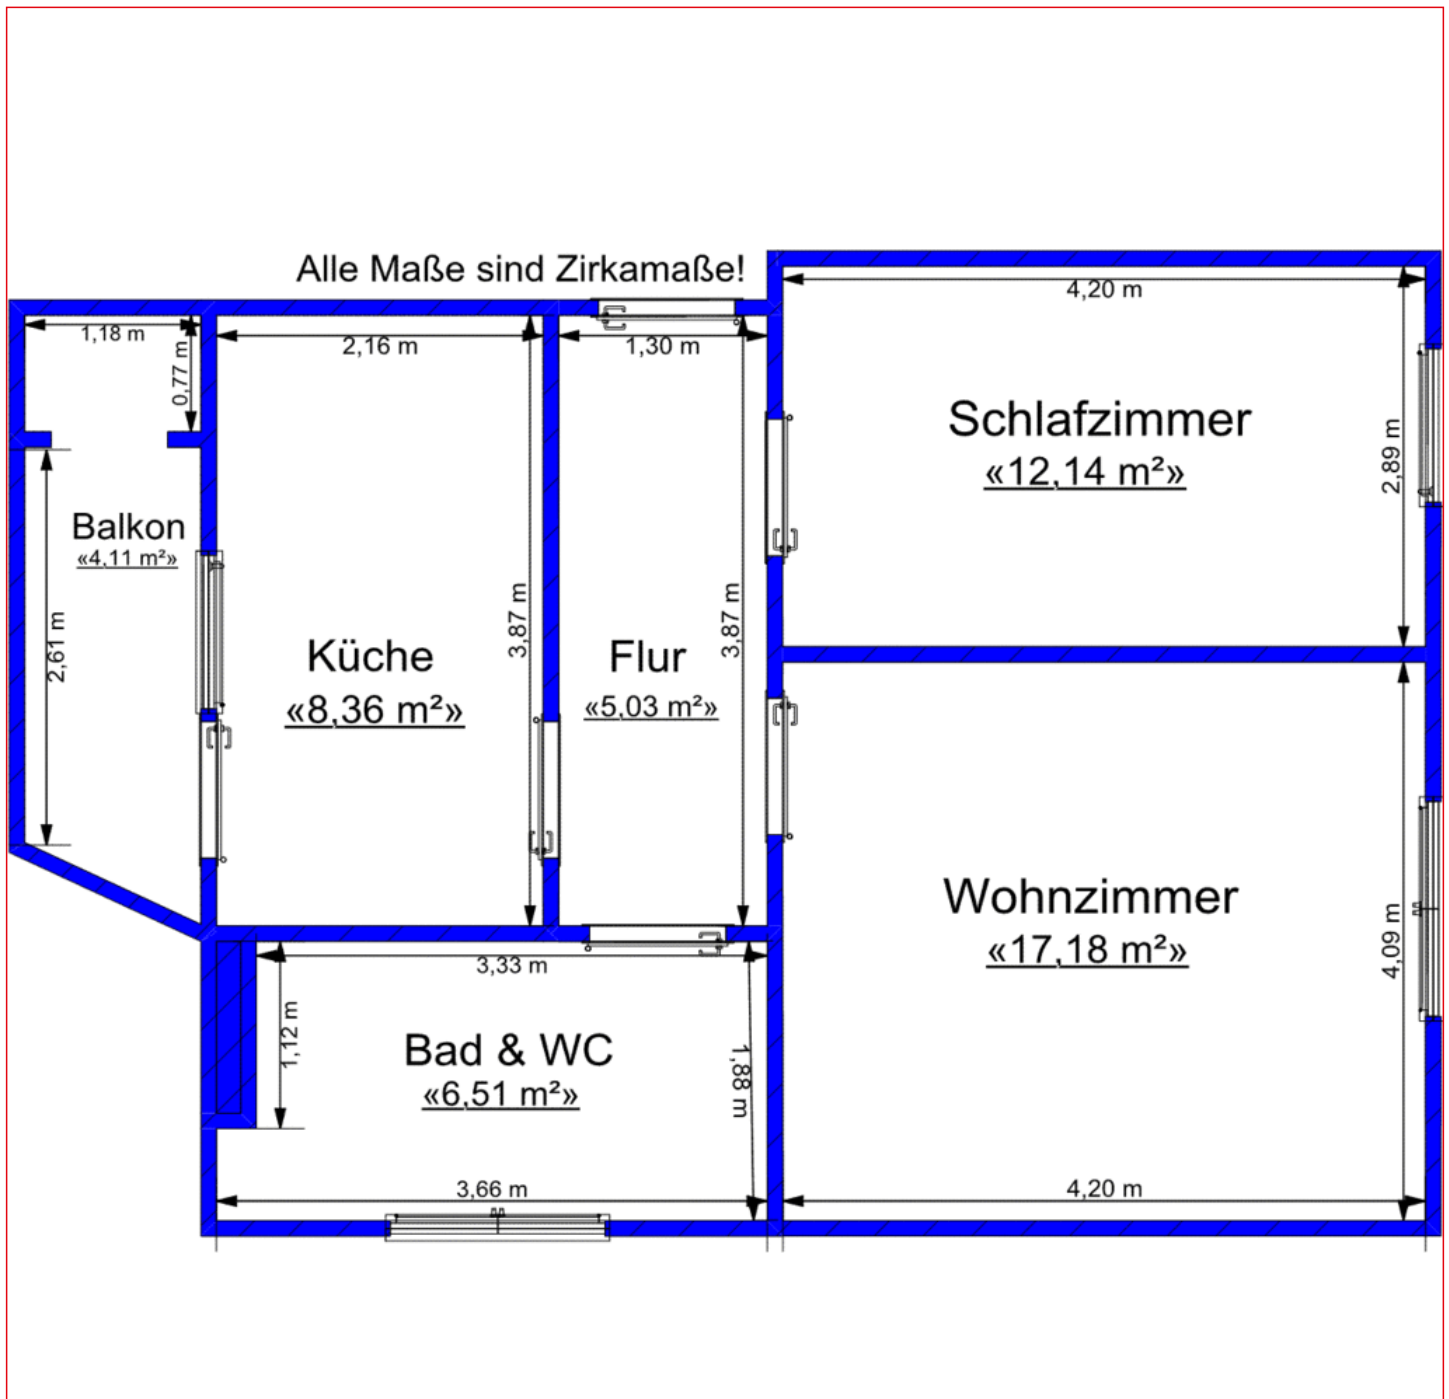 Alle Maße sind Zirkamaße!
4,20 m
1,18 m
2,16 m
1,30 m
0,77 m
Schlafzimmer
«12,14 m²»
2,89 m
Balkon
«4,11 m²»
2,61 m
Küche
«8,36 m²»
3,87 m
Flur
«5,03 m²»
3,87 m
Wohnzimmer
«17,18 m²»
4,09 m
3,33 m
1,12 m
Bad & WC
«6,51 m²»
1,88 m
3,66 m
4,20 m